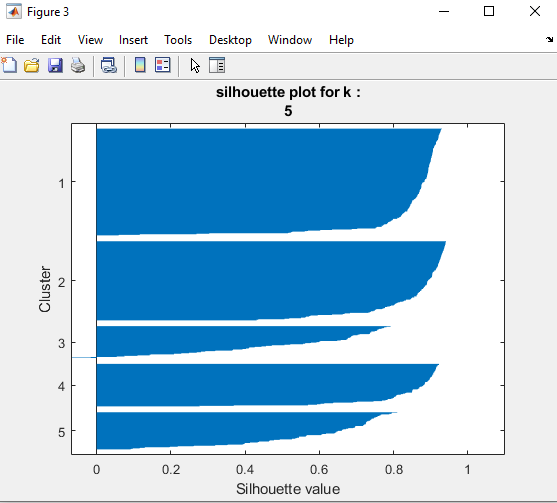 Figure 3
File Edit View Insert Tools Desktop Window Help
silhouette plot for k :
5
1
2
3
4
5
Cluster
0 0.2 0.4 0.6 0.8 1
Silhouette value